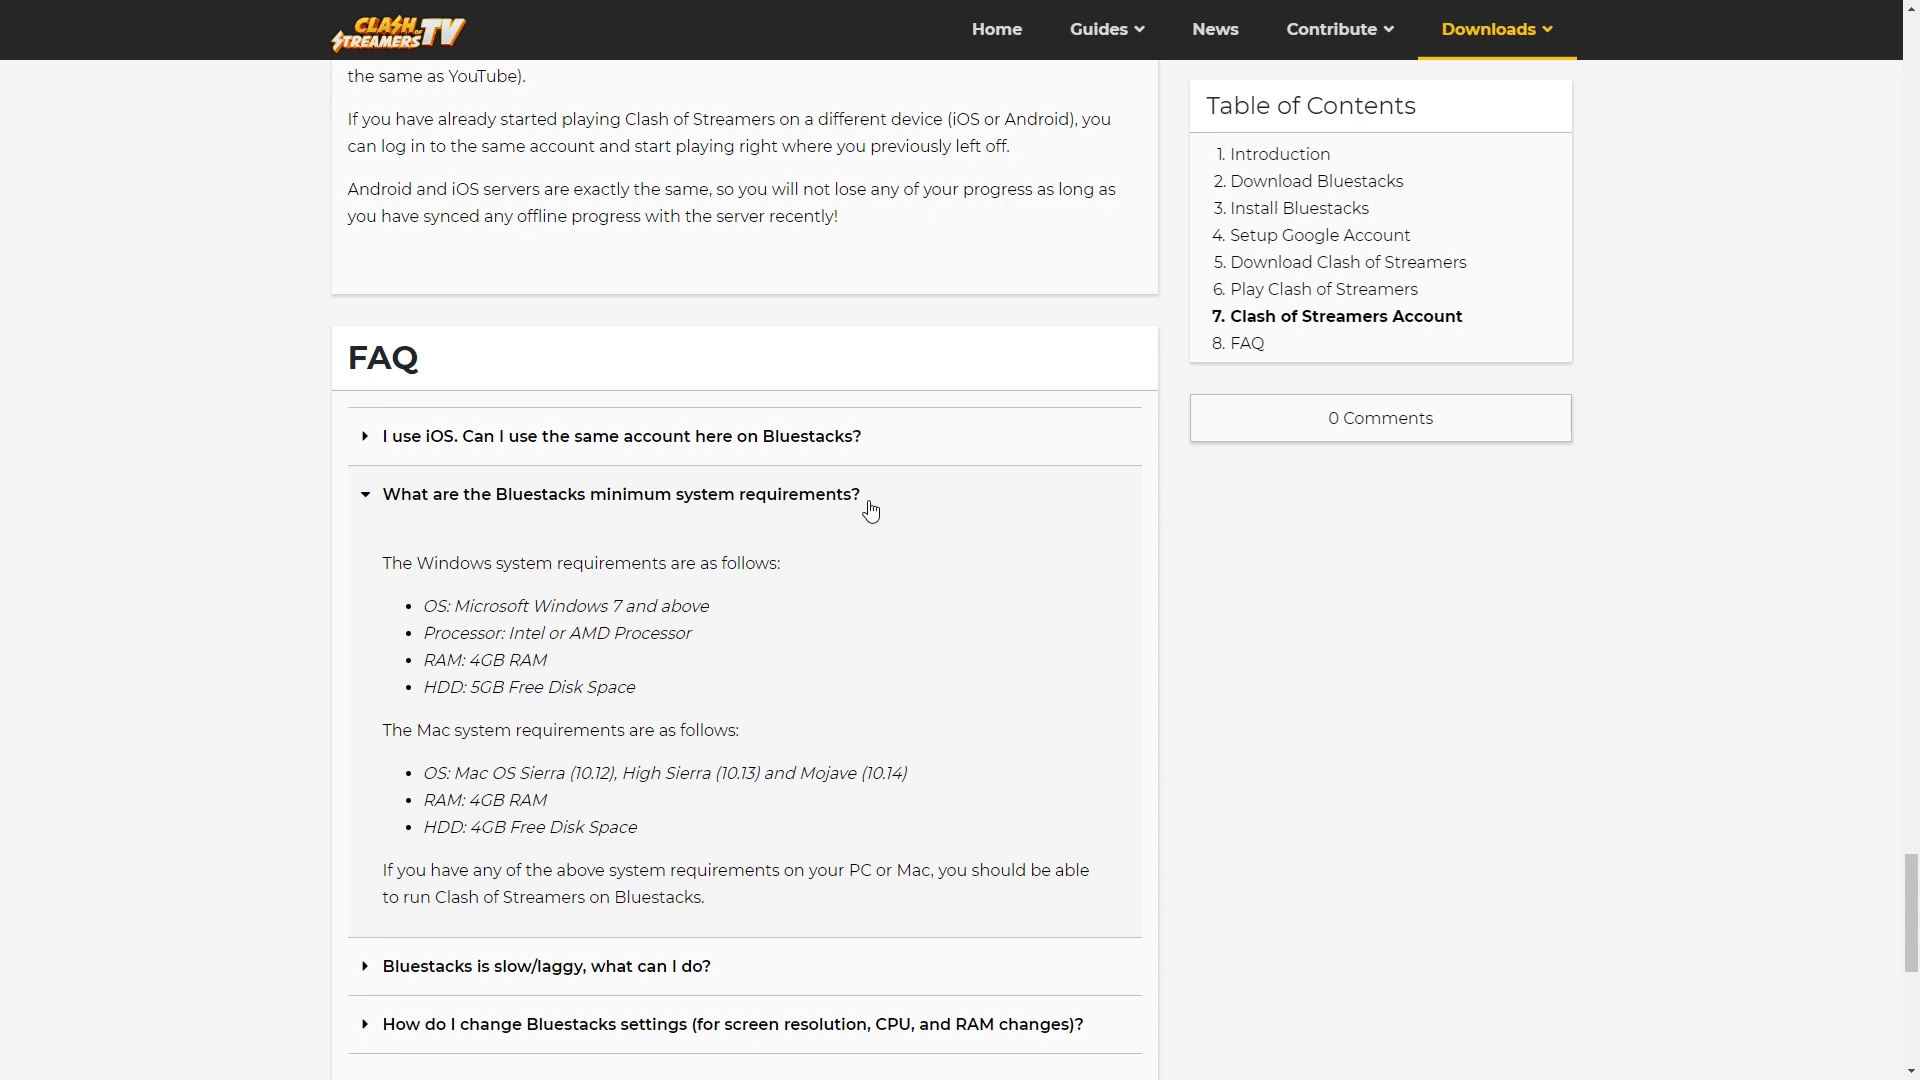 CLASH OF STREAMERS TV
Home
Guides
News
Contribute
Downloads
the same as YouTube).
If you have already started playing Clash of Streamers on a different device (iOS or Android), you
can log in to the same account and start playing right where you previously left off.
Android and iOS servers are exactly the same, so you will not lose any of your progress as long as
you have synced any offline progress with the server recently!
FAQ
I use iOS. Can I use the same account here on Bluestacks?
What are the Bluestacks minimum system requirements?
The Windows system requirements are as follows:
• OS: Microsoft Windows 7 and above
• Processor: Intel or AMD Processor
• RAM: 4GB RAM
• HDD: 5GB Free Disk Space
The Mac system requirements are as follows:
• OS: Mac OS Sierra (10.12), High Sierra (10.13) and Mojave (10.14)
• RAM: 4GB RAM
• HDD: 4GB Free Disk Space
If you have any of the above system requirements on your PC or Mac, you should be able
to run Clash of Streamers on Bluestacks.
Bluestacks is slow/laggy, what can I do?
How do I change Bluestacks settings (for screen resolution, CPU, and RAM changes)?
Table of Contents
1. Introduction
2. Download Bluestacks
3. Install Bluestacks
4. Setup Google Account
5. Download Clash of Streamers
6. Play Clash of Streamers
7. Clash of Streamers Account
8. FAQ
0 Comments